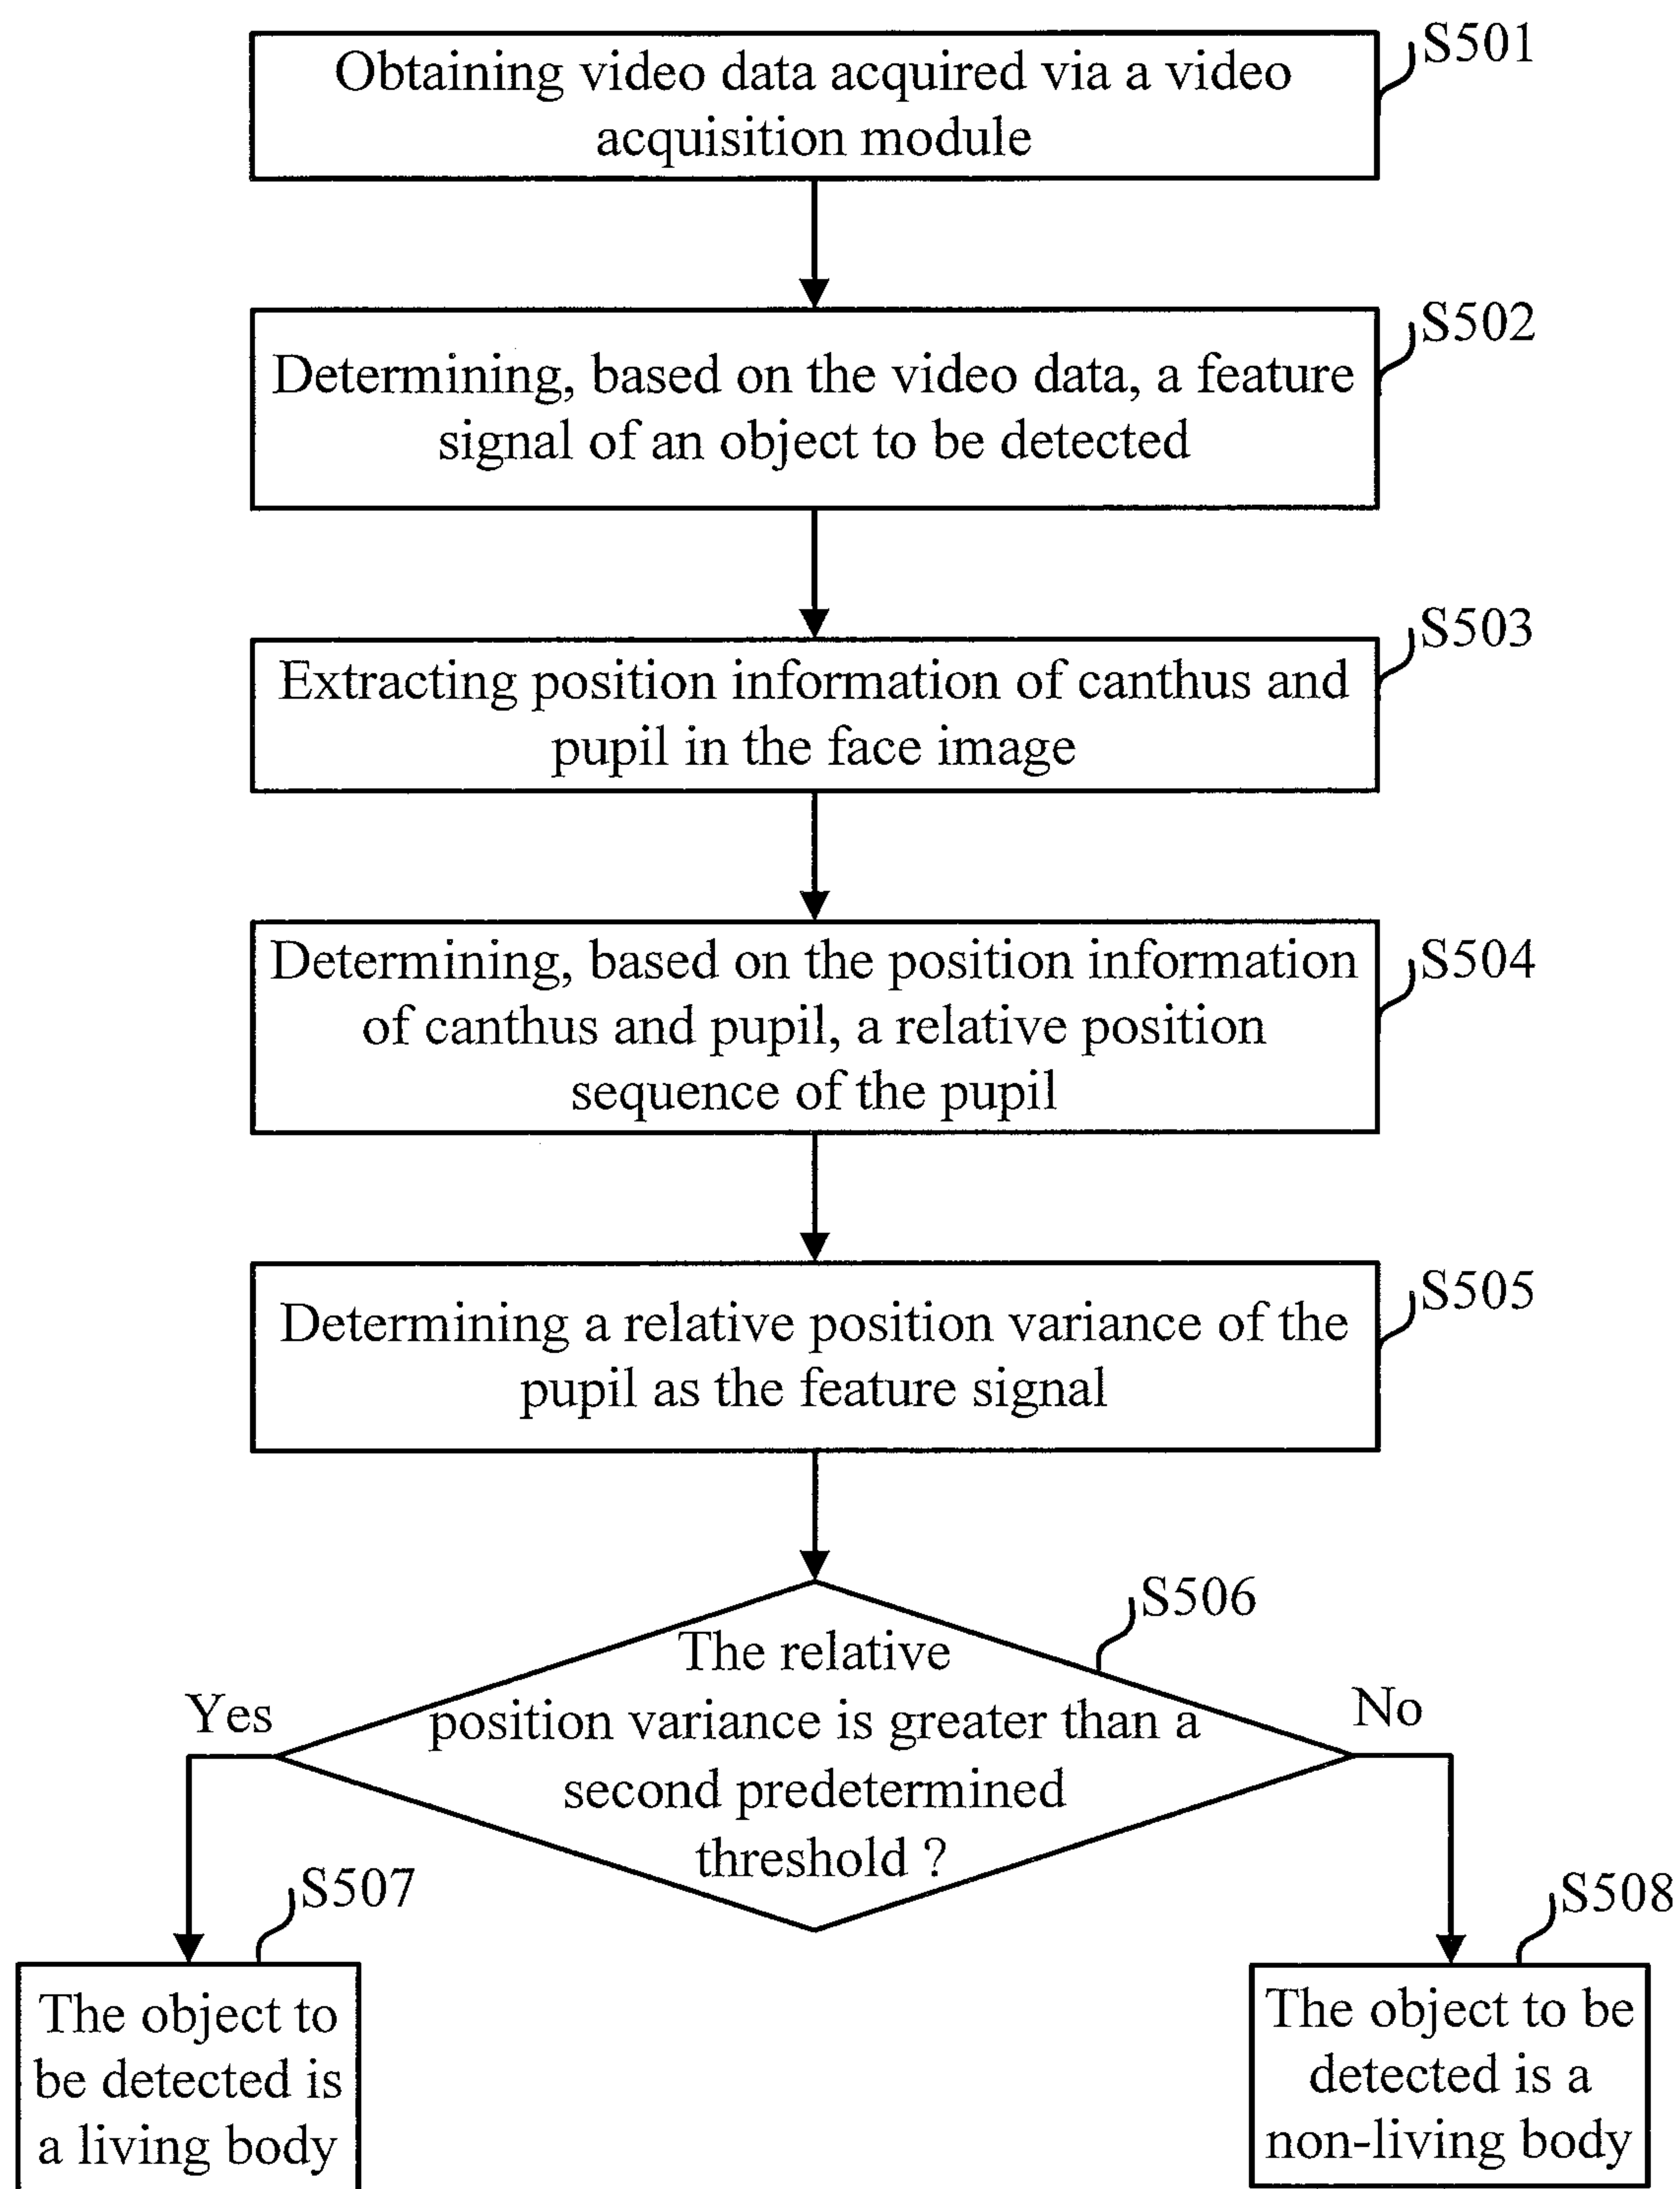 S501
Obtaining video data acquired via a video
acquisition module
S502
Determining, based on the video data, a feature
signal of an object to be detected
S503
Extracting position information of canthus and
pupil in the face image
S504
Determining, based on the position information
of canthus and pupil, a relative position
sequence of the pupil
S505
Determining a relative position variance of the
pupil as the feature signal
S506
The relative
position variance is greater than a
second predetermined
threshold ?
Yes
No
S507
The object to
be detected is
a living body
S508
The object to be
detected is a
non-living body